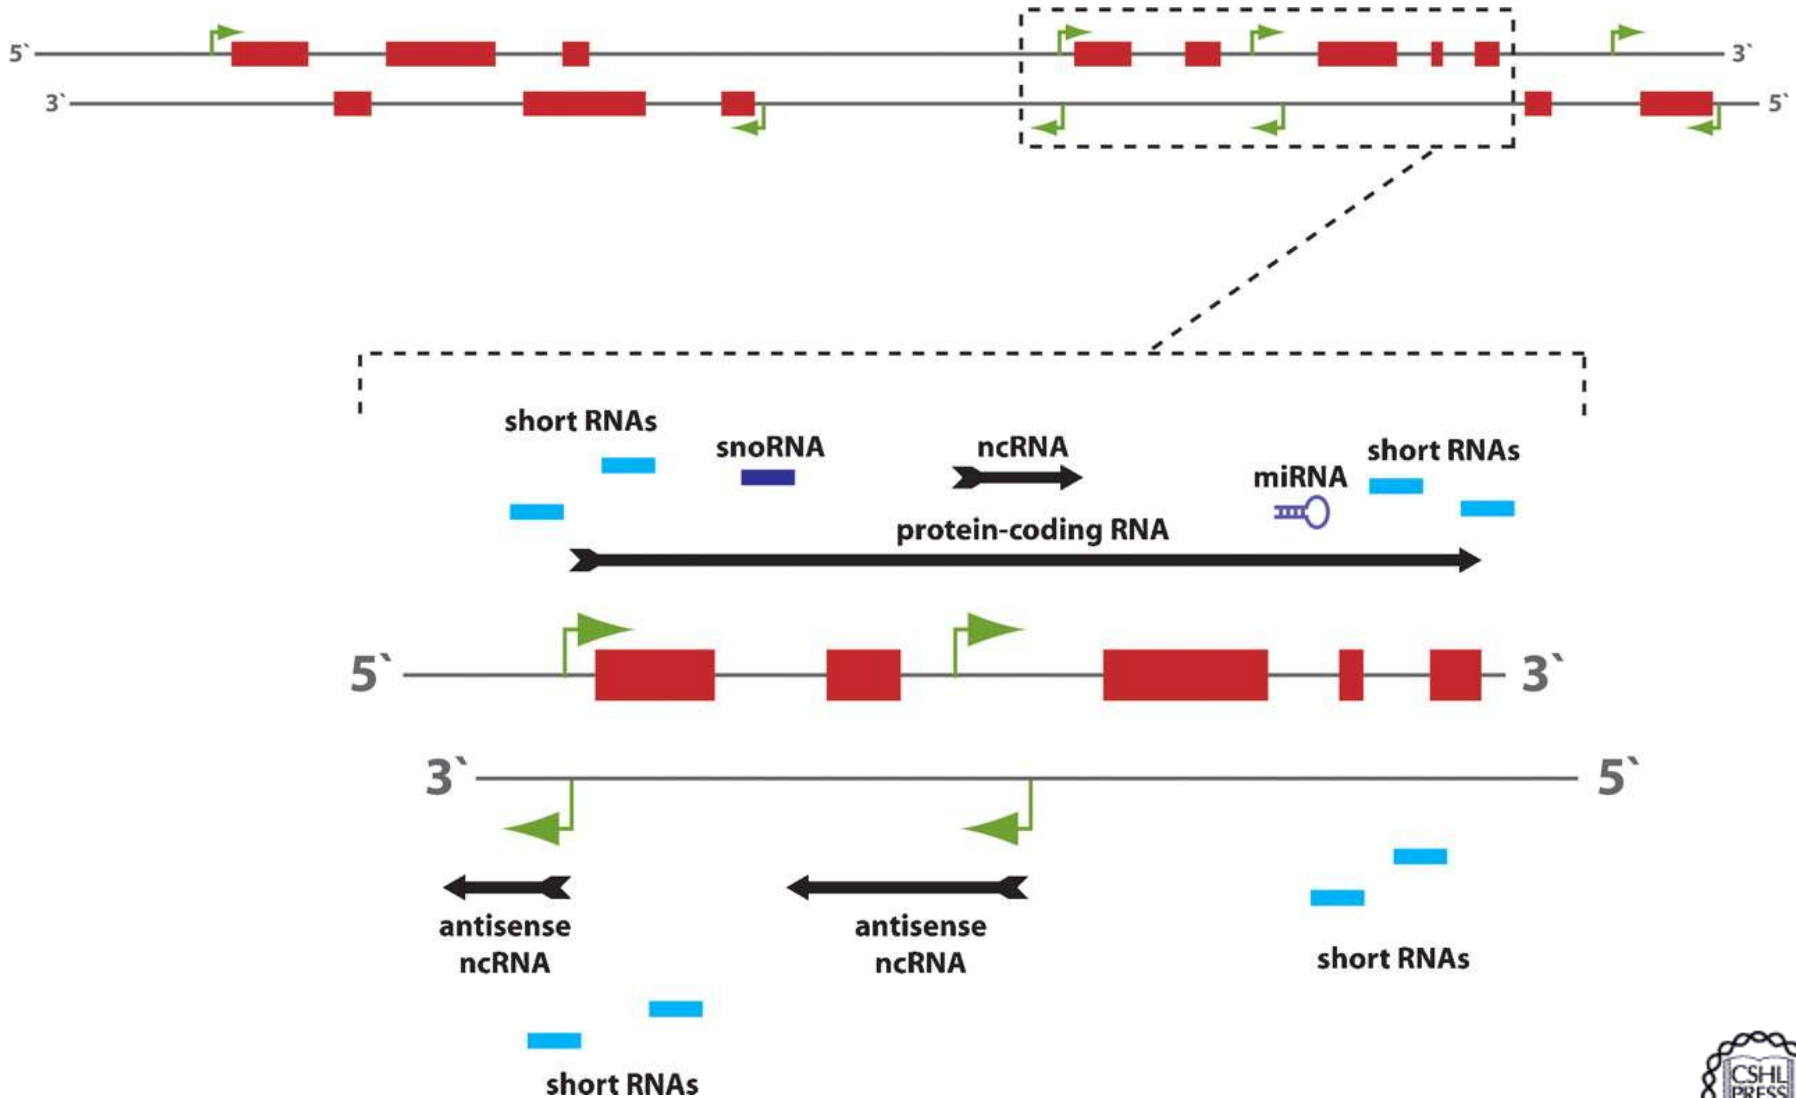 5` 3`
3` 5`
short RNAs
snoRNA
ncRNA
short RNAs
miRNA
protein-coding RNA
5` 3`
3` 5`
antisense
ncRNA
antisense
ncRNA
short RNAs
short RNAs
CSHL
PRESS